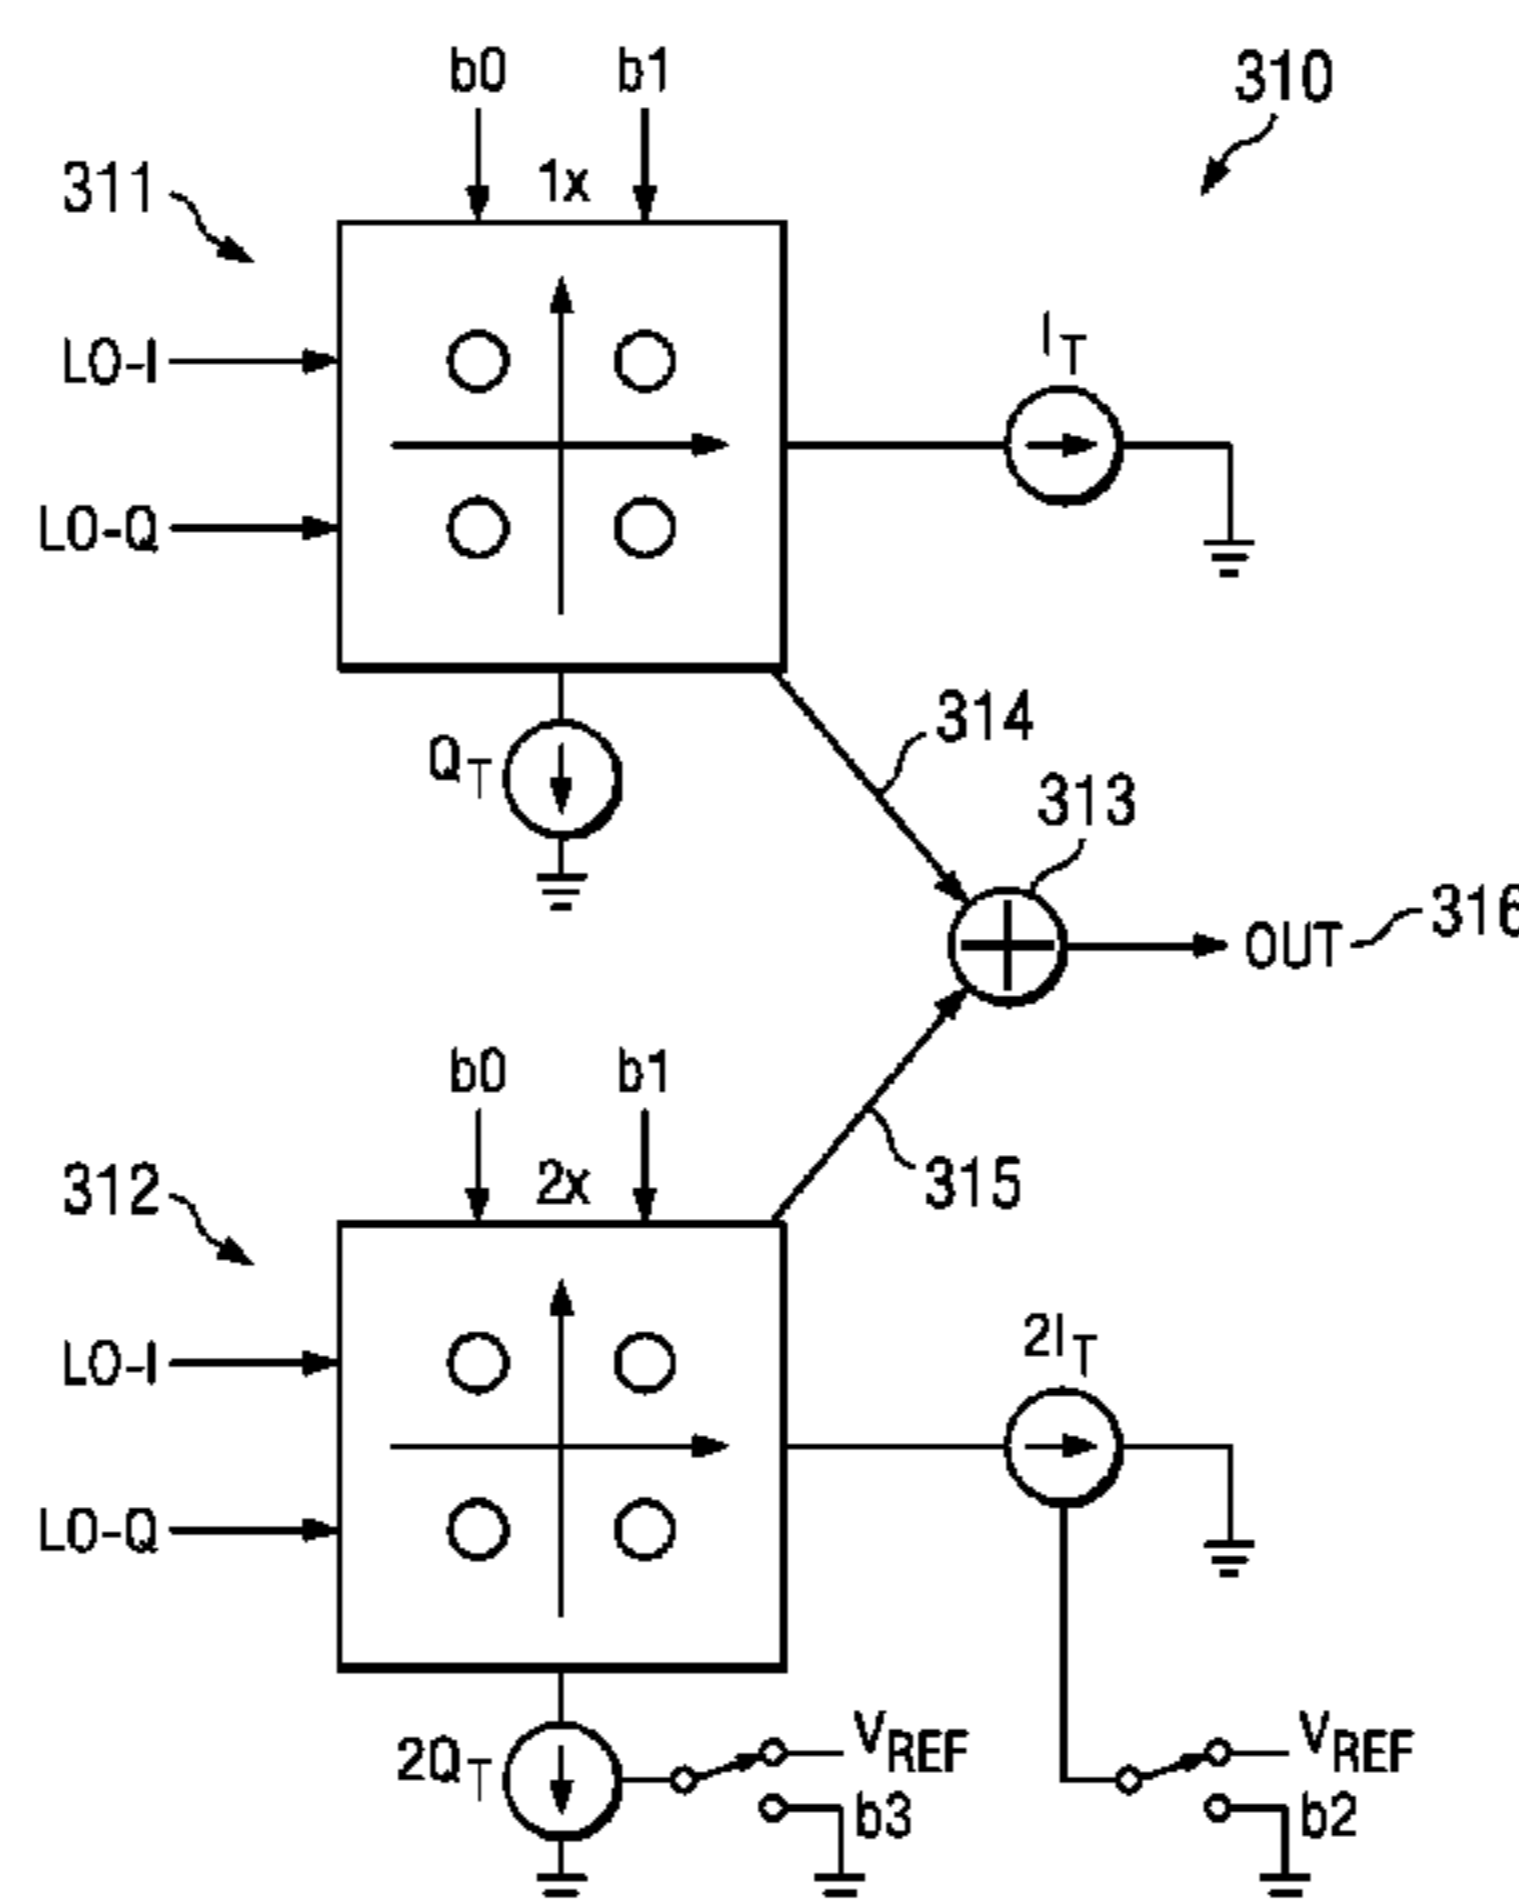 b0 b1 310
311 1x
LO-I I_T
LO-Q
314
Q_T
313
OUT 316
b0 b1
312 2x 315
LO-I 2I_T
LO-Q
2Q_T V_REF V_REF
b3 b2